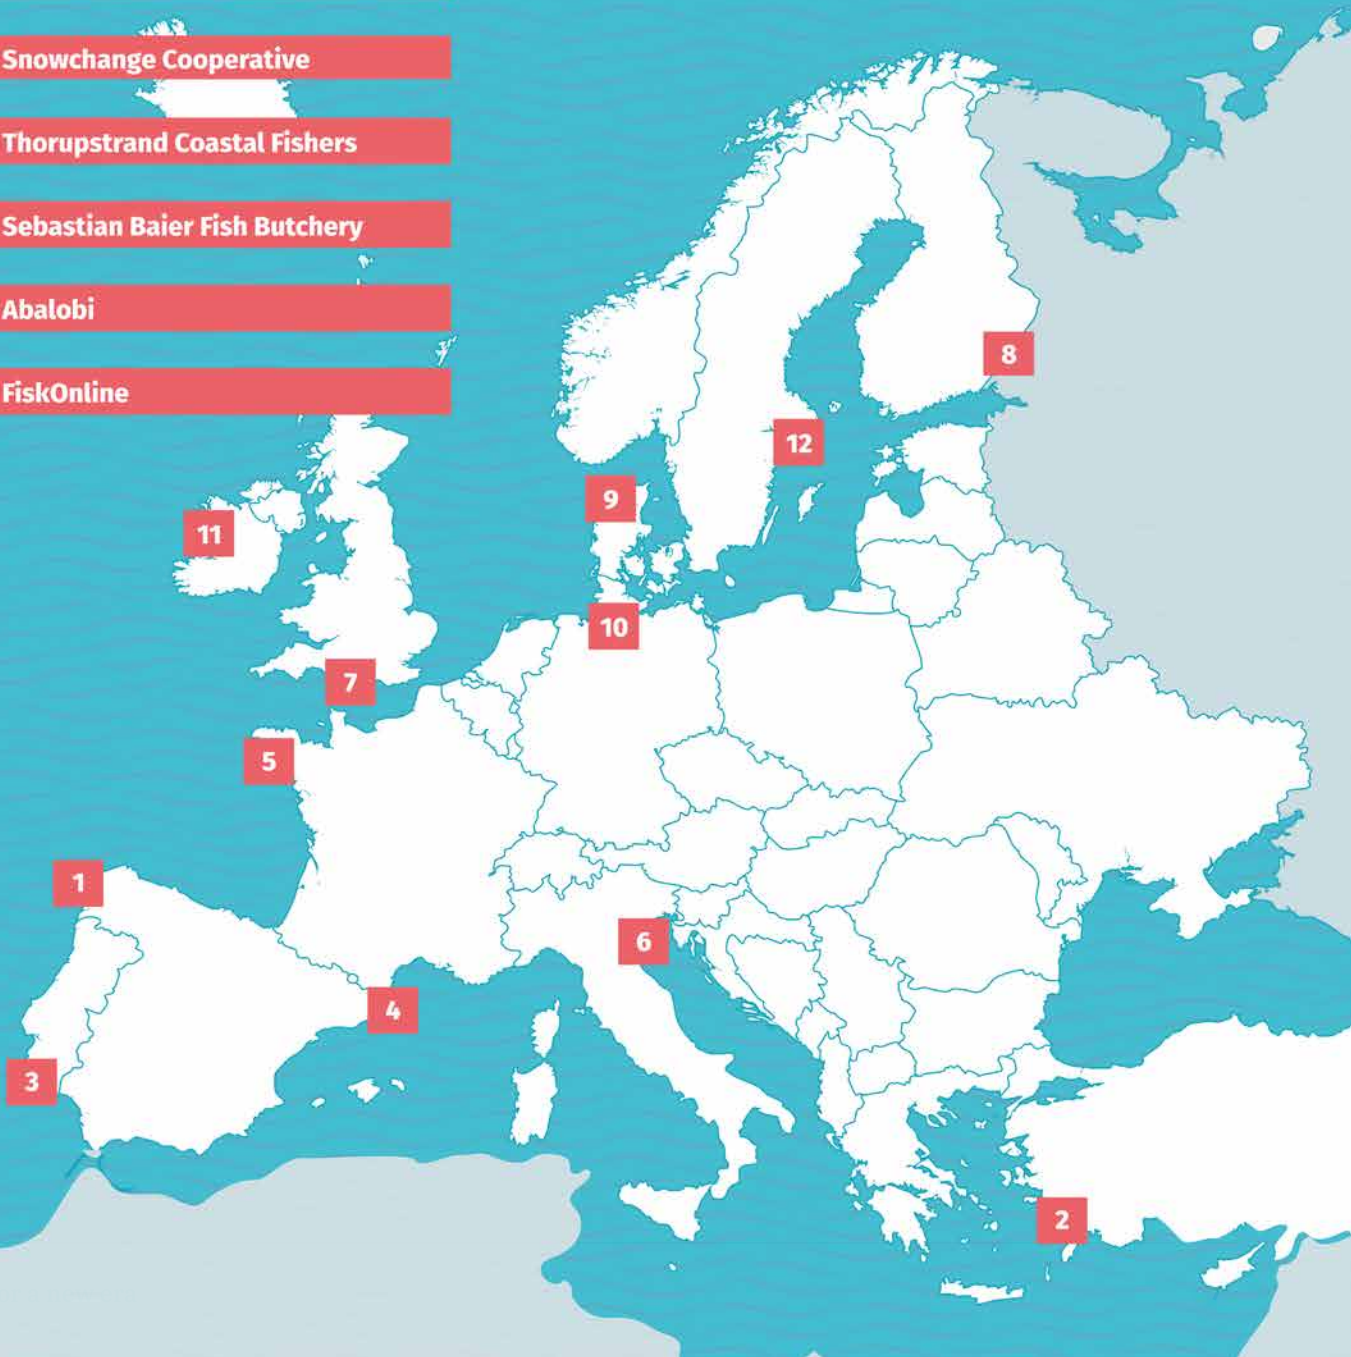 Snowchange Cooperative
Thorupstrand Coastal Fishers
Sebastian Baier Fish Butchery
Abalobi
FiskOnline
8
12
9
11
10
7
5
1
6
4
3
2